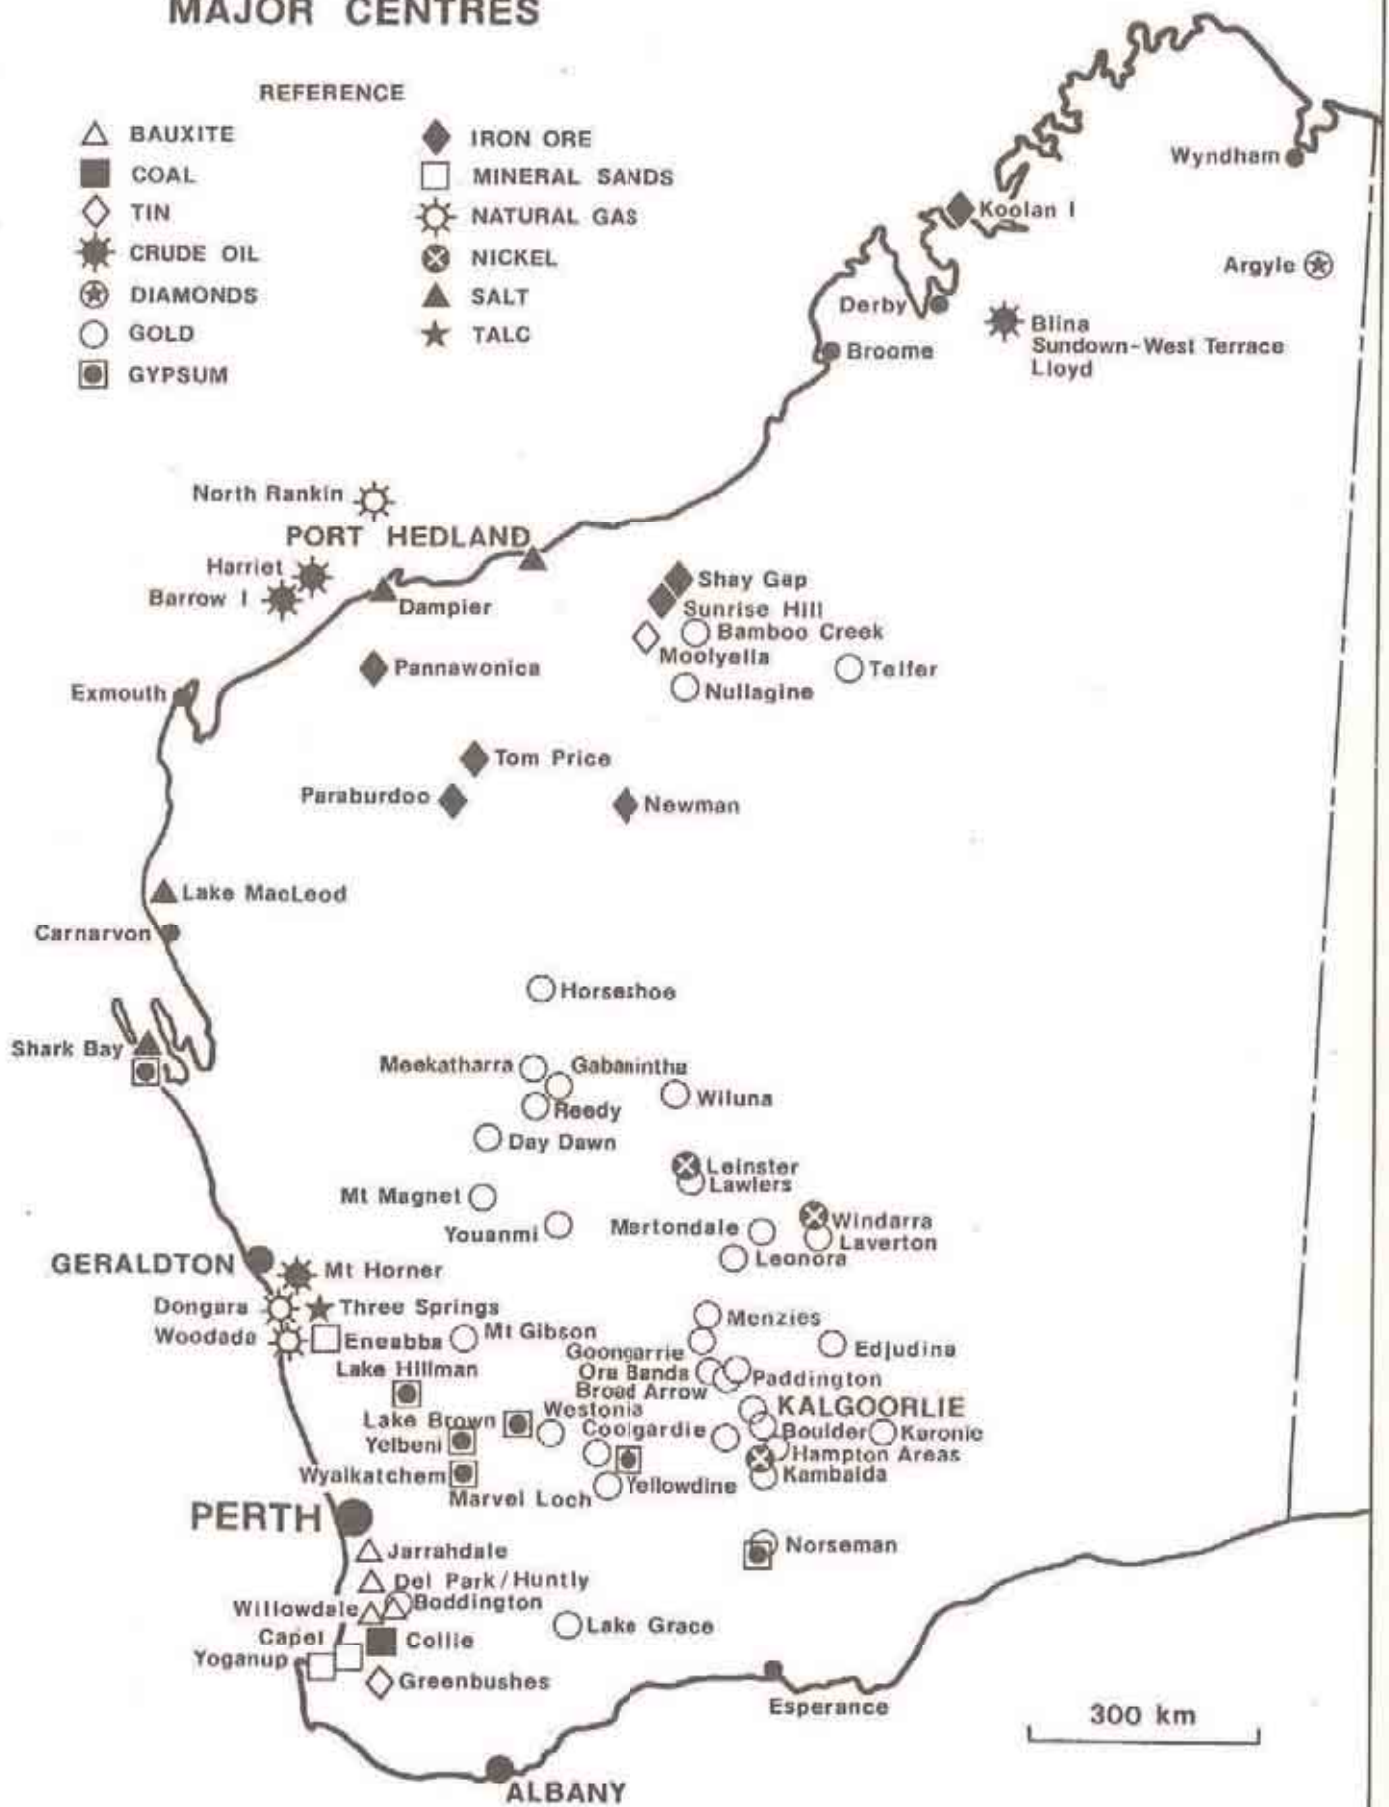 MAJOR CENTRES
REFERENCE
BAUXITE
COAL
TIN
CRUDE OIL
DIAMONDS
GOLD
GYPSUM
IRON ORE
MINERAL SANDS
NATURAL GAS
NICKEL
SALT
TALC
Wyndham
Koolan I
Argyle
Derby
Blina
Sundown-West Terrace
Lloyd
Broome
North Rankin
PORT HEDLAND
Harriet
Barrow I
Dampier
Shay Gap
Sunrise Hill
Bamboo Creek
Moolyella
Telfer
Nullagine
Pannawonica
Exmouth
Tom Price
Paraburdoo
Newman
Lake MacLeod
Carnarvon
Horseshoe
Shark Bay
Meekatharra
Gabanintha
Reedy
Wiluna
Day Dawn
Leinster
Lawlers
Mt Magnet
Youanmi
Mertondale
Windarra
Laverton
Leonora
GERALDTON
Mt Horner
Dongara
Three Springs
Woodada
Eneabba
Mt Gibson
Menzies
Goongarrie
Edjudina
Lake Hillman
Ora Banda
Paddington
Broad Arrow
Westonia
KALGOORLIE
Lake Brown
Coolgardie
Boulder
Karonie
Yelbeni
Hampton Areas
Wyalkatchem
Yellowdine
Kambalda
Marvel Loch
PERTH
Jarrahdale
Norseman
Del Park/Huntly
Willowdale
Boddington
Lake Grace
Capel
Collie
Yoganup
Greenbushes
Esperance
300 km
ALBANY